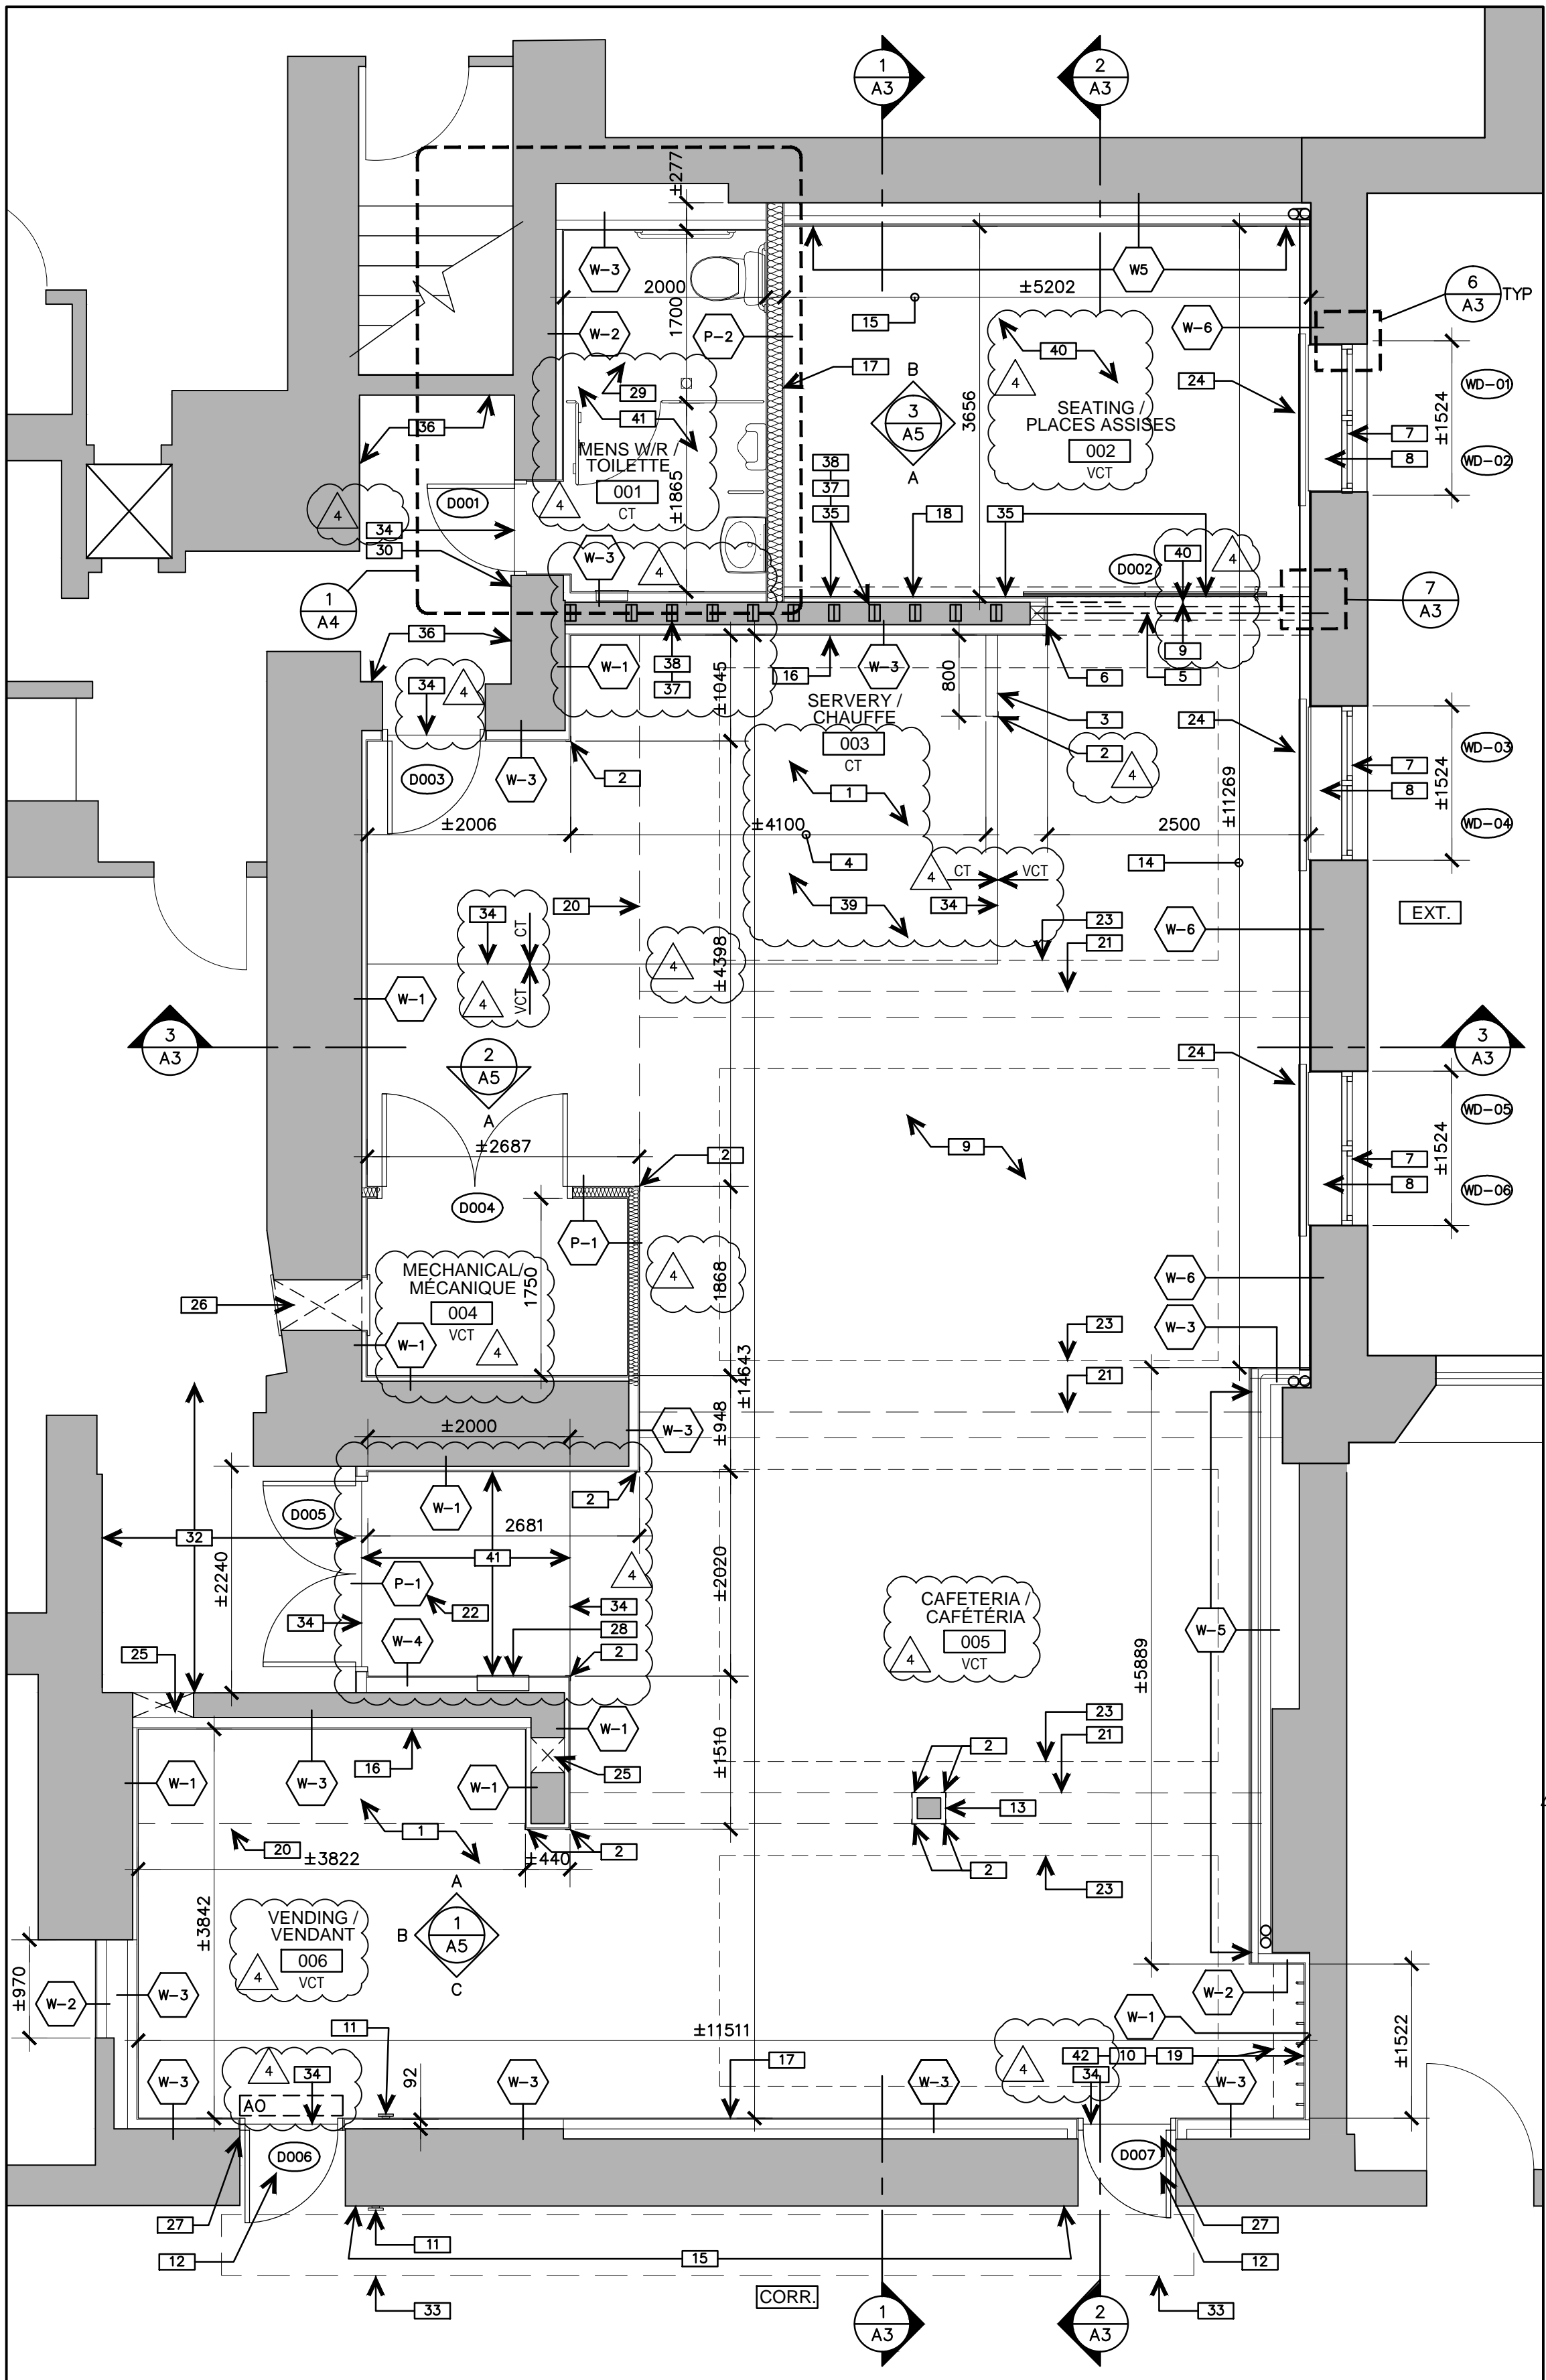 1
A3
2
A3
±277
W-3
W5
6
A3
TYP
2000
±5202
15
W-6
W-2
1700
P-2
40
4
17
B
24
WD-01
29
3
A5
3656
SEATING /
PLACES ASSISES
±1524
36
41
7
MENS W/R /
TOILETTE
002
VCT
8
WD-02
38
A
D001
001
CT
4
±1865
37
4
34
35
18
35
30
W-3
4
D002
40
4
1
A4
7
A3
36
W-1
38
37
±1045
16
W-3
800
9
5
6
34
4
SERVERY /
CHAUFFE
3
24
003
CT
2
4
7
WD-03
D003
W-3
2
1
±11269
8
±1524
±2006
±4100
2500
WD-04
4
14
4
CT
VCT
34
CT
20
39
34
23
EXT.
21
W-6
4
±4398
W-1
VCT
4
3
A3
3
A3
2
A5
24
A
WD-05
±2687
2
9
±1524
7
8
WD-06
D004
P-1
MECHANICAL/
MÉCANIQUE
004
VCT
1750
4
1868
W-6
26
W-1
4
23
W-3
±14643
21
±2000
±948
W-3
W-1
2
D005
2681
32
41
±2240
P-1
22
4
±2020
CAFETERIA /
CAFÉTÉRIA
005
VCT
4
34
34
28
W-4
2
W-5
±5889
25
W-1
23
21
±1510
2
W-1
W-3
16
W-1
25
13
1
20
±3822
±440
2
2
23
±3842
A
VENDING /
VENDANT
B
1
A5
006
VCT
4
C
±970
W-2
W-3
W-2
11
±11511
W-1
±1522
4
34
W-3
92
W-3
17
W-3
4
42
10
19
34
W-3
AO
D006
D007
27
11
27
12
15
12
33
CORR.
1
A3
2
A3
33